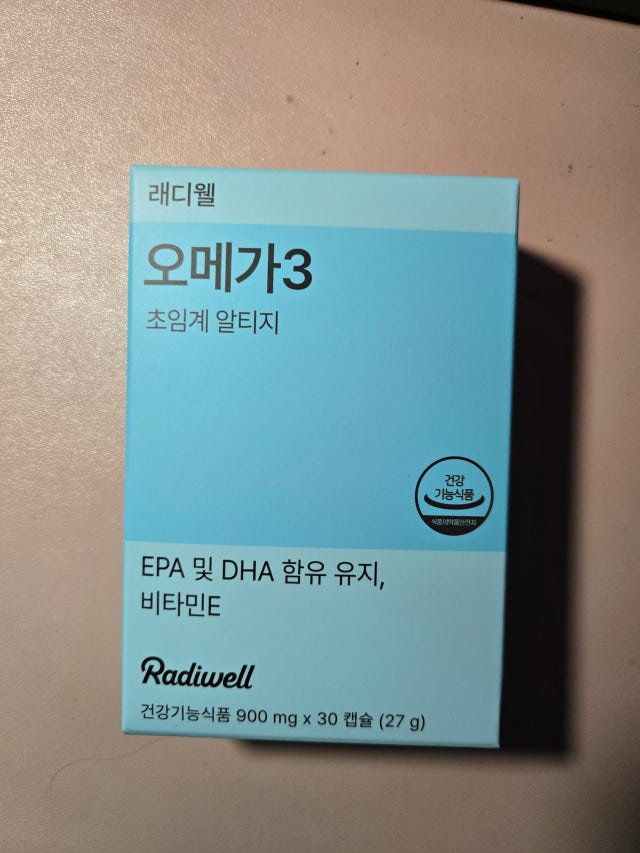 래디웰
오메가3
초임계 알티지
건강
기능식품
식품의약품안전처
EPA 및 DHA 함유 유지,
비타민E
Radiwell
건강기능식품 900 mg x 30 캡슐 (27 g)